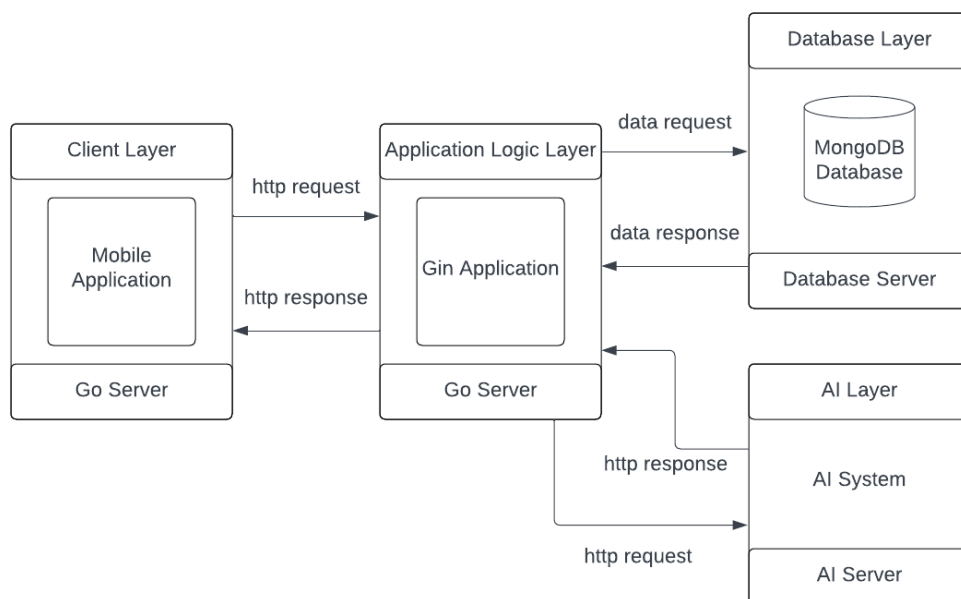 Client Layer
Mobile
Application
Go Server
http request
http response
Application Logic Layer
Gin Application
Go Server
data request
data response
Database Layer
MongoDB
Database
Database Server
http response
http request
AI Layer
AI System
AI Server